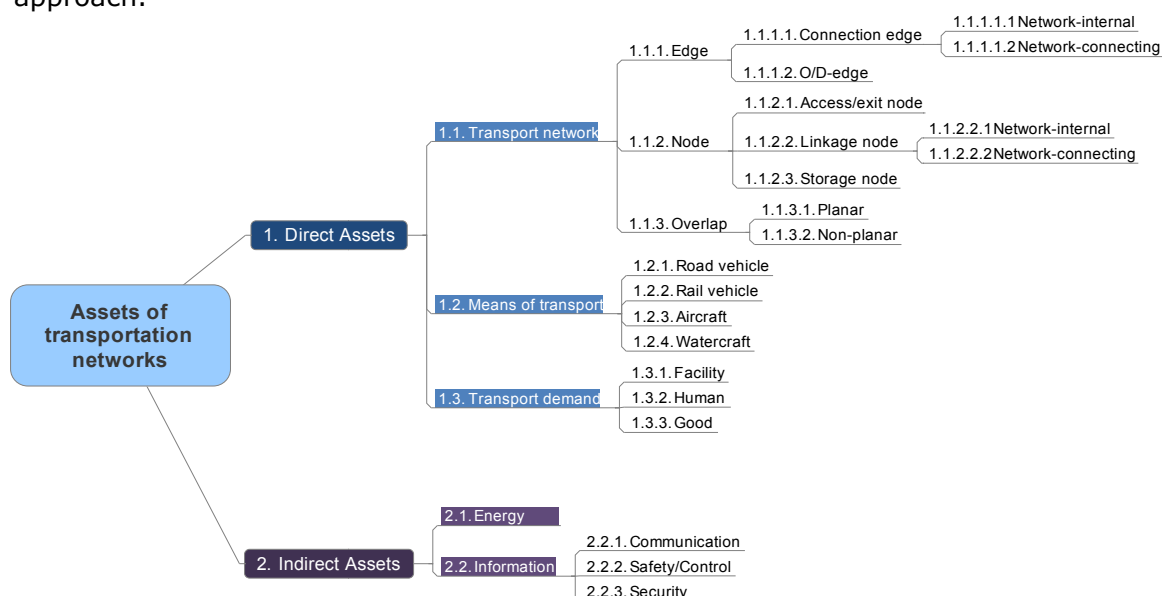 approach.
Assets of
transportation
networks
1. Direct Assets
1.1. Transport network
1.1.1. Edge
1.1.1.1. Connection edge
1.1.1.1.1 Network-internal
1.1.1.1.2 Network-connecting
1.1.1.2. O/D-edge
1.1.2. Node
1.1.2.1. Access/exit node
1.1.2.2. Linkage node
1.1.2.2.1 Network-internal
1.1.2.2.2 Network-connecting
1.1.2.3. Storage node
1.1.3. Overlap
1.1.3.1. Planar
1.1.3.2. Non-planar
1.2. Means of transport
1.2.1. Road vehicle
1.2.2. Rail vehicle
1.2.3. Aircraft
1.2.4. Watercraft
1.3. Transport demand
1.3.1. Facility
1.3.2. Human
1.3.3. Good
2. Indirect Assets
2.1. Energy
2.2. Information
2.2.1. Communication
2.2.2. Safety/Control
2.2.3. Security